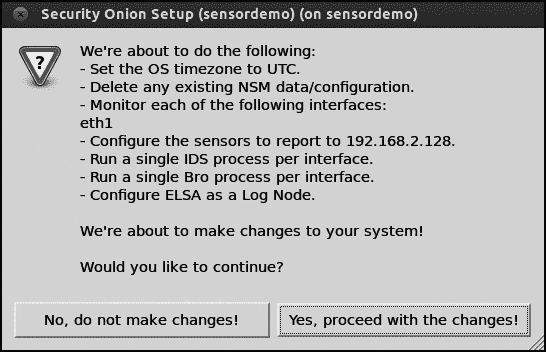 Security Onion Setup (sensordemo) (on sensordemo)
We're about to do the following:
- Set the OS timezone to UTC.
- Delete any existing NSM data/configuration.
- Monitor each of the following interfaces:
eth1
- Configure the sensors to report to 192.168.2.128.
- Run a single IDS process per interface.
- Run a single Bro process per interface.
- Configure ELSA as a Log Node.
We're about to make changes to your system!
Would you like to continue?
No, do not make changes!
Yes, proceed with the changes!